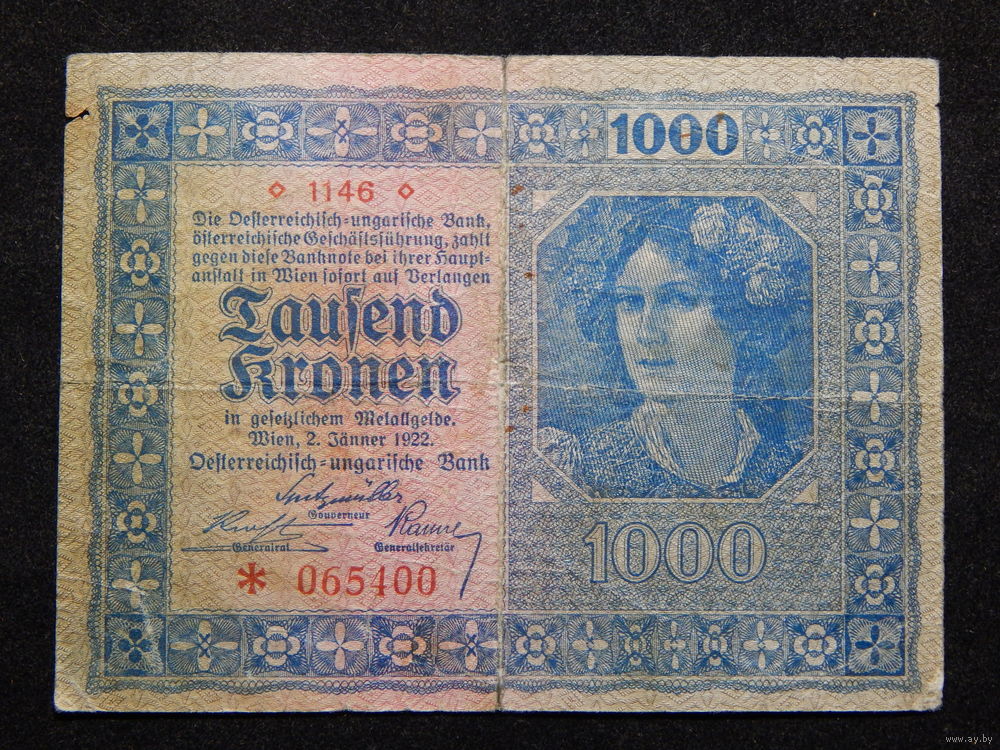 1000
◇ 1146 ◇
Die Oesterreichisch-ungarische Bank,
österreichische Geschäftsführung, zahlt
gegen diese Banknote bei ihrer Haupt-
anstalt in Wien sofort auf Verlangen
Tausend
Kronen
in gesetzlichem Metallgelde.
Wien, 2. Jänner 1922.
Oesterreichisch-ungarische Bank
Gouverneur
Generalrat Generalsekretär
* 065400
1000
www.ay.by